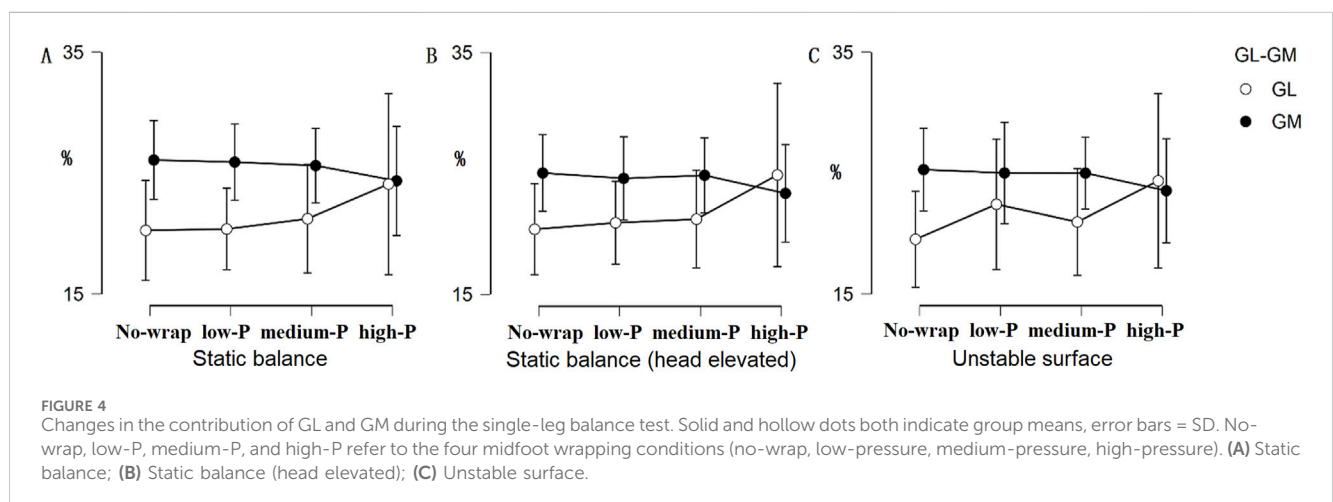 A
35
%
15
No-wrap low-P medium-P high-P
Static balance
B
35
%
15
No-wrap low-P medium-P high-P
Static balance (head elevated)
C
35
%
15
No-wrap low-P medium-P high-P
Unstable surface
GL-GM
GL
GM
FIGURE 4
Changes in the contribution of GL and GM during the single-leg balance test. Solid and hollow dots both indicate group means, error bars = SD. No-
wrap, low-P, medium-P, and high-P refer to the four midfoot wrapping conditions (no-wrap, low-pressure, medium-pressure, high-pressure). (A) Static
balance; (B) Static balance (head elevated); (C) Unstable surface.